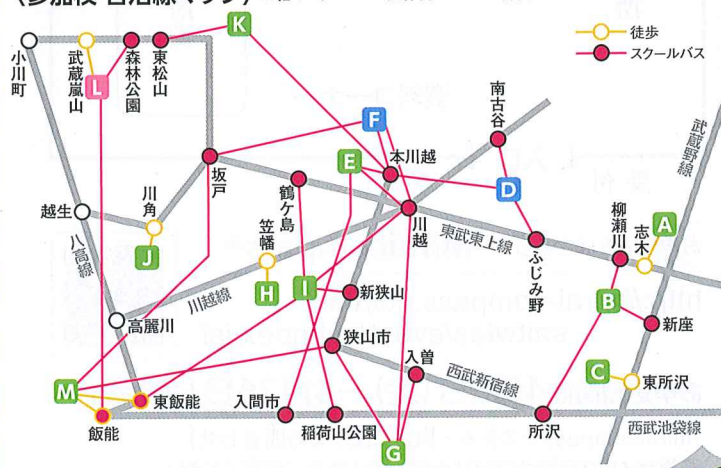 (参加校・沿線マップ)
徒歩
スクールバス
K
小川町
武蔵嵐山
森林公園
東松山
L
F
南古谷
武蔵野線
E
本川越
坂戸
鶴ケ島
D
川越
越生
川角
笠幡
東武東上線
ふじみ野
柳瀬川
志木
A
J
八高線
H
川越線
I
新狭山
B
高麗川
狭山市
新座
入曽
西武新宿線
C
東所沢
M
東飯能
飯能
入間市
稲荷山公園
所沢
西武池袋線
G